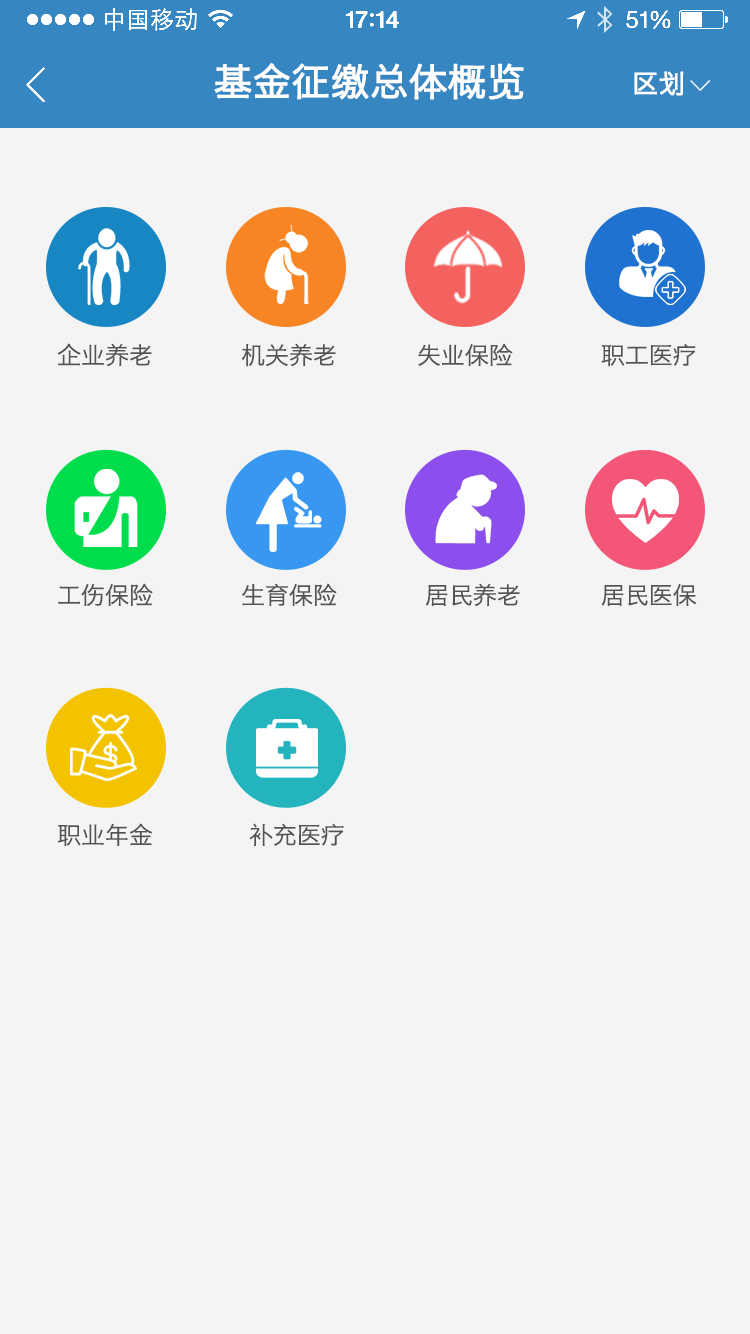 中国移动 17:14 51%
基金征缴总体概览 区划
企业养老 机关养老 失业保险 职工医疗
工伤保险 生育保险 居民养老 居民医保
职业年金 补充医疗